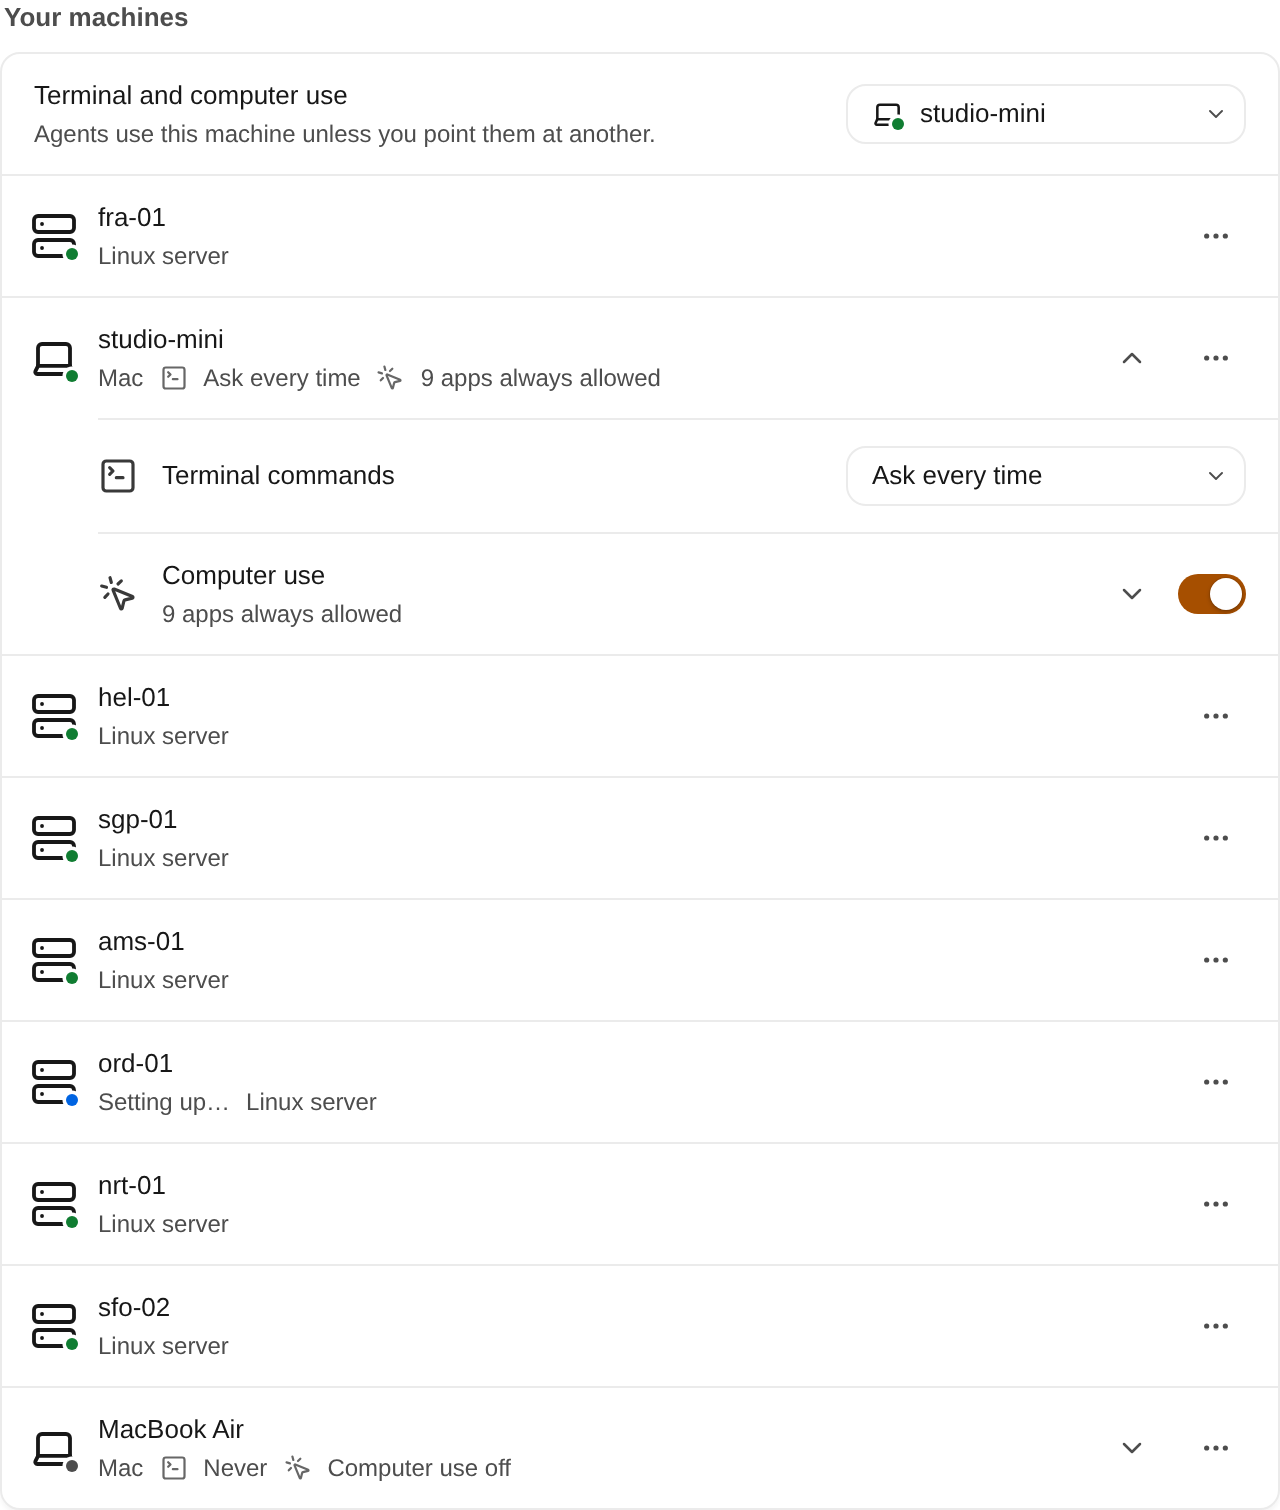 Your machines
Terminal and computer use
Agents use this machine unless you point them at another.
studio-mini
fra-01
Linux server
studio-mini
Mac Ask every time 9 apps always allowed
Terminal commands
Ask every time
Computer use
9 apps always allowed
hel-01
Linux server
sgp-01
Linux server
ams-01
Linux server
ord-01
Setting up… Linux server
nrt-01
Linux server
sfo-02
Linux server
MacBook Air
Mac Never Computer use off